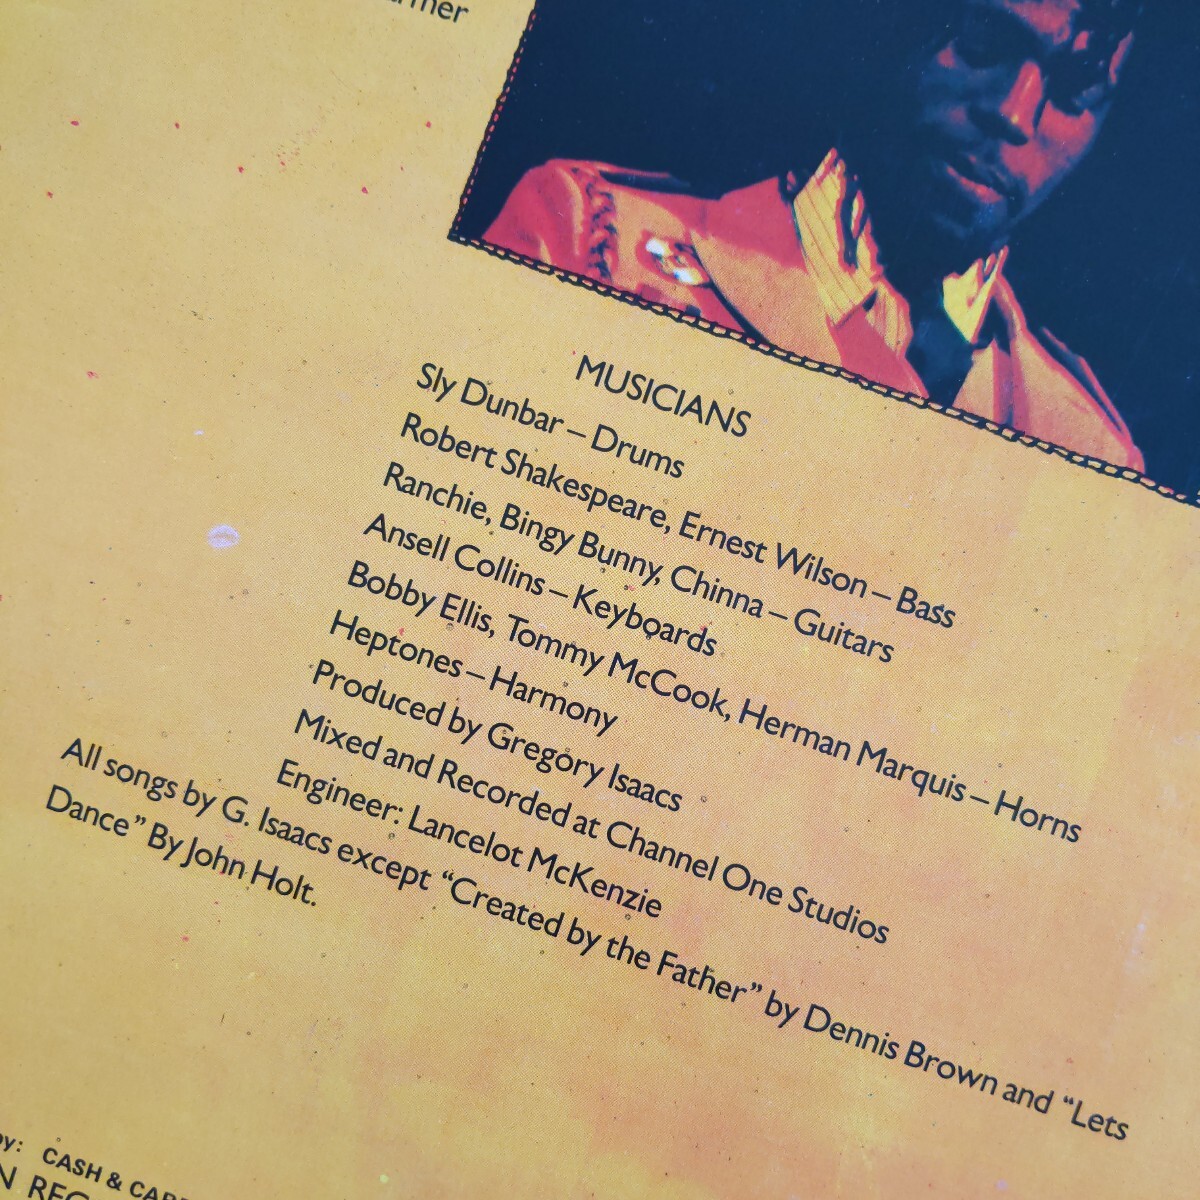 MUSICIANS
Sly Dunbar – Drums
Robert Shakespeare, Ernest Wilson – Bass
Ranchie, Bingy Bunny, Chinna – Guitars
Ansell Collins – Keyboards
Bobby Ellis, Tommy McCook, Herman Marquis – Horns
Heptones – Harmony
Produced by Gregory Isaacs
Mixed and Recorded at Channel One Studios
Engineer: Lancelot McKenzie
All songs by G. Isaacs except “Created by the Father” by Dennis Brown and “Lets
Dance” By John Holt.
by: CASH &